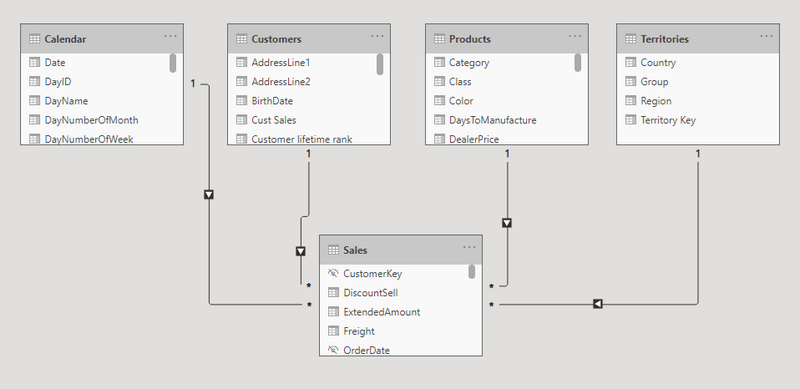 Calendar
Date
DayID
DayName
DayNumberOfMonth
DayNumberOfWeek
Customers
AddressLine1
AddressLine2
BirthDate
Cust Sales
Customer lifetime rank
Products
Category
Class
Color
DaysToManufacture
DealerPrice
Territories
Country
Group
Region
Territory Key
1
1
1
1
Sales
CustomerKey
DiscountSell
ExtendedAmount
Freight
OrderDate
*
*
*
*